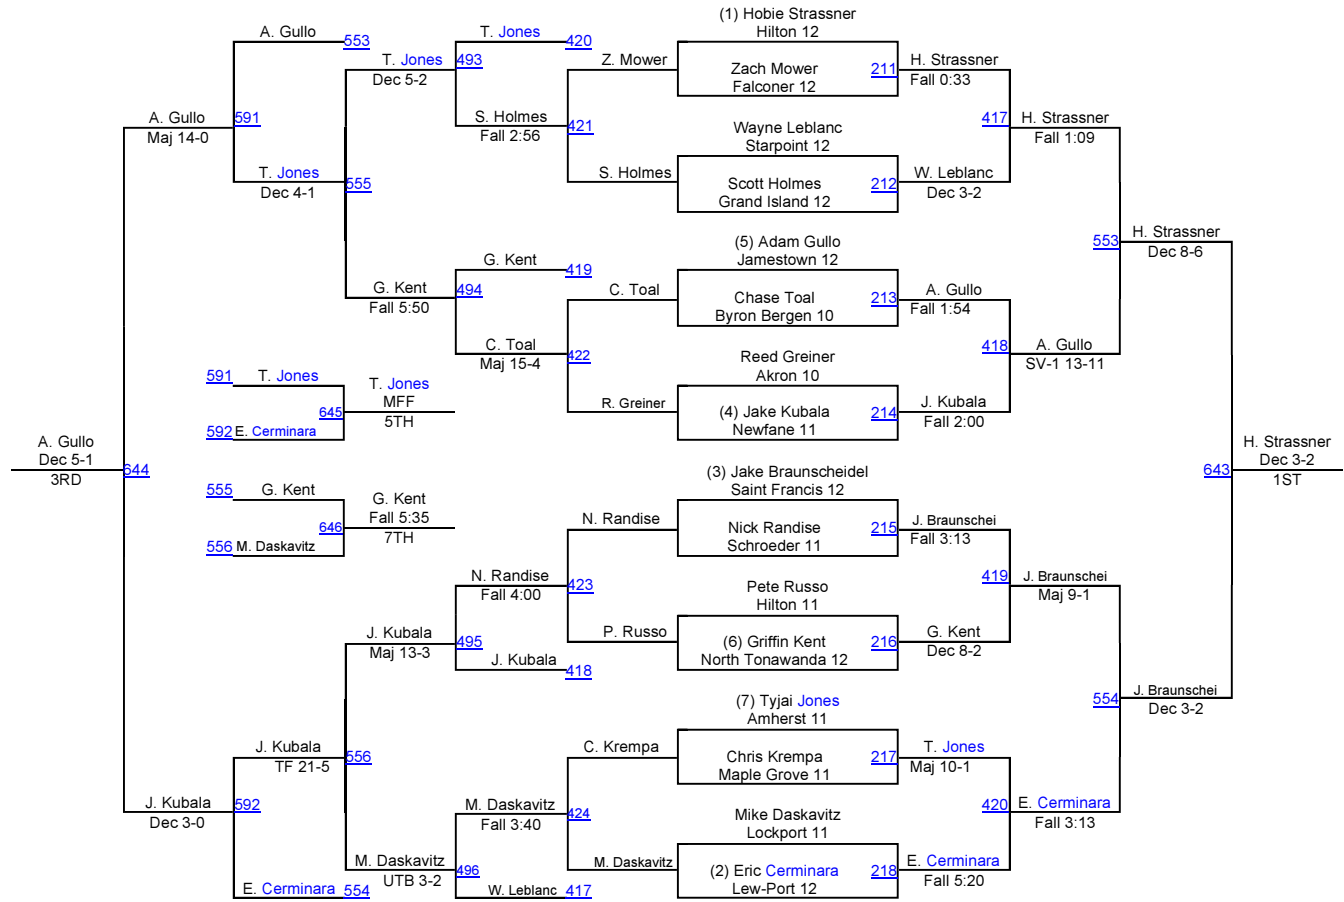 (1) Hobie Strassner
A. Gullo
T. Jones
Hilton 12
553
420
T. Jones
493
Z. Mower
Zach Mower
211
H. Strassner
Dec 5-2
Falconer 12
Fall 0:33
A. Gullo
591
S. Holmes
421
Wayne Leblanc
417
H. Strassner
Maj 14-0
Fall 2:56
Starpoint 12
Fall 1:09
T. Jones
555
S. Holmes
Scott Holmes
212
W. Leblanc
Dec 4-1
Grand Island 12
Dec 3-2
(5) Adam Gullo
553
H. Strassner
G. Kent
419
Jamestown 12
Dec 8-6
G. Kent
494
C. Toal
Chase Toal
213
A. Gullo
Fall 5:50
Byron Bergen 10
Fall 1:54
C. Toal
422
Reed Greiner
418
A. Gullo
Maj 15-4
Akron 10
SV-1 13-11
591
T. Jones
T. Jones
645
MFF
R. Greiner
(4) Jake Kubala
214
J. Kubala
592
E. Cerminara
5TH
Newfane 11
Fall 2:00
A. Gullo
H. Strassner
Dec 5-1
644
643
Dec 3-2
3RD
1ST
(3) Jake Braunscheidel
555
G. Kent
G. Kent
Saint Francis 12
646
Fall 5:35
N. Randise
Nick Randise
215
J. Braunschei
556
M. Daskavitz
7TH
Schroeder 11
Fall 3:13
N. Randise
423
Pete Russo
419
J. Braunschei
Fall 4:00
Hilton 11
Maj 9-1
J. Kubala
495
P. Russo
(6) Griffin Kent
216
G. Kent
Maj 13-3
North Tonawanda 12
Dec 8-2
J. Kubala
418
(7) Tyjai Jones
554
J. Braunschei
Amherst 11
Dec 3-2
J. Kubala
556
C. Krempa
Chris Krempa
217
T. Jones
TF 21-5
Maple Grove 11
Maj 10-1
J. Kubala
592
M. Daskavitz
424
Mike Daskavitz
420
E. Cerminara
Dec 3-0
Fall 3:40
Lockport 11
Fall 3:13
M. Daskavitz
496
M. Daskavitz
(2) Eric Cerminara
218
E. Cerminara
UTB 3-2
Lew-Port 12
Fall 5:20
E. Cerminara
554
W. Leblanc
417